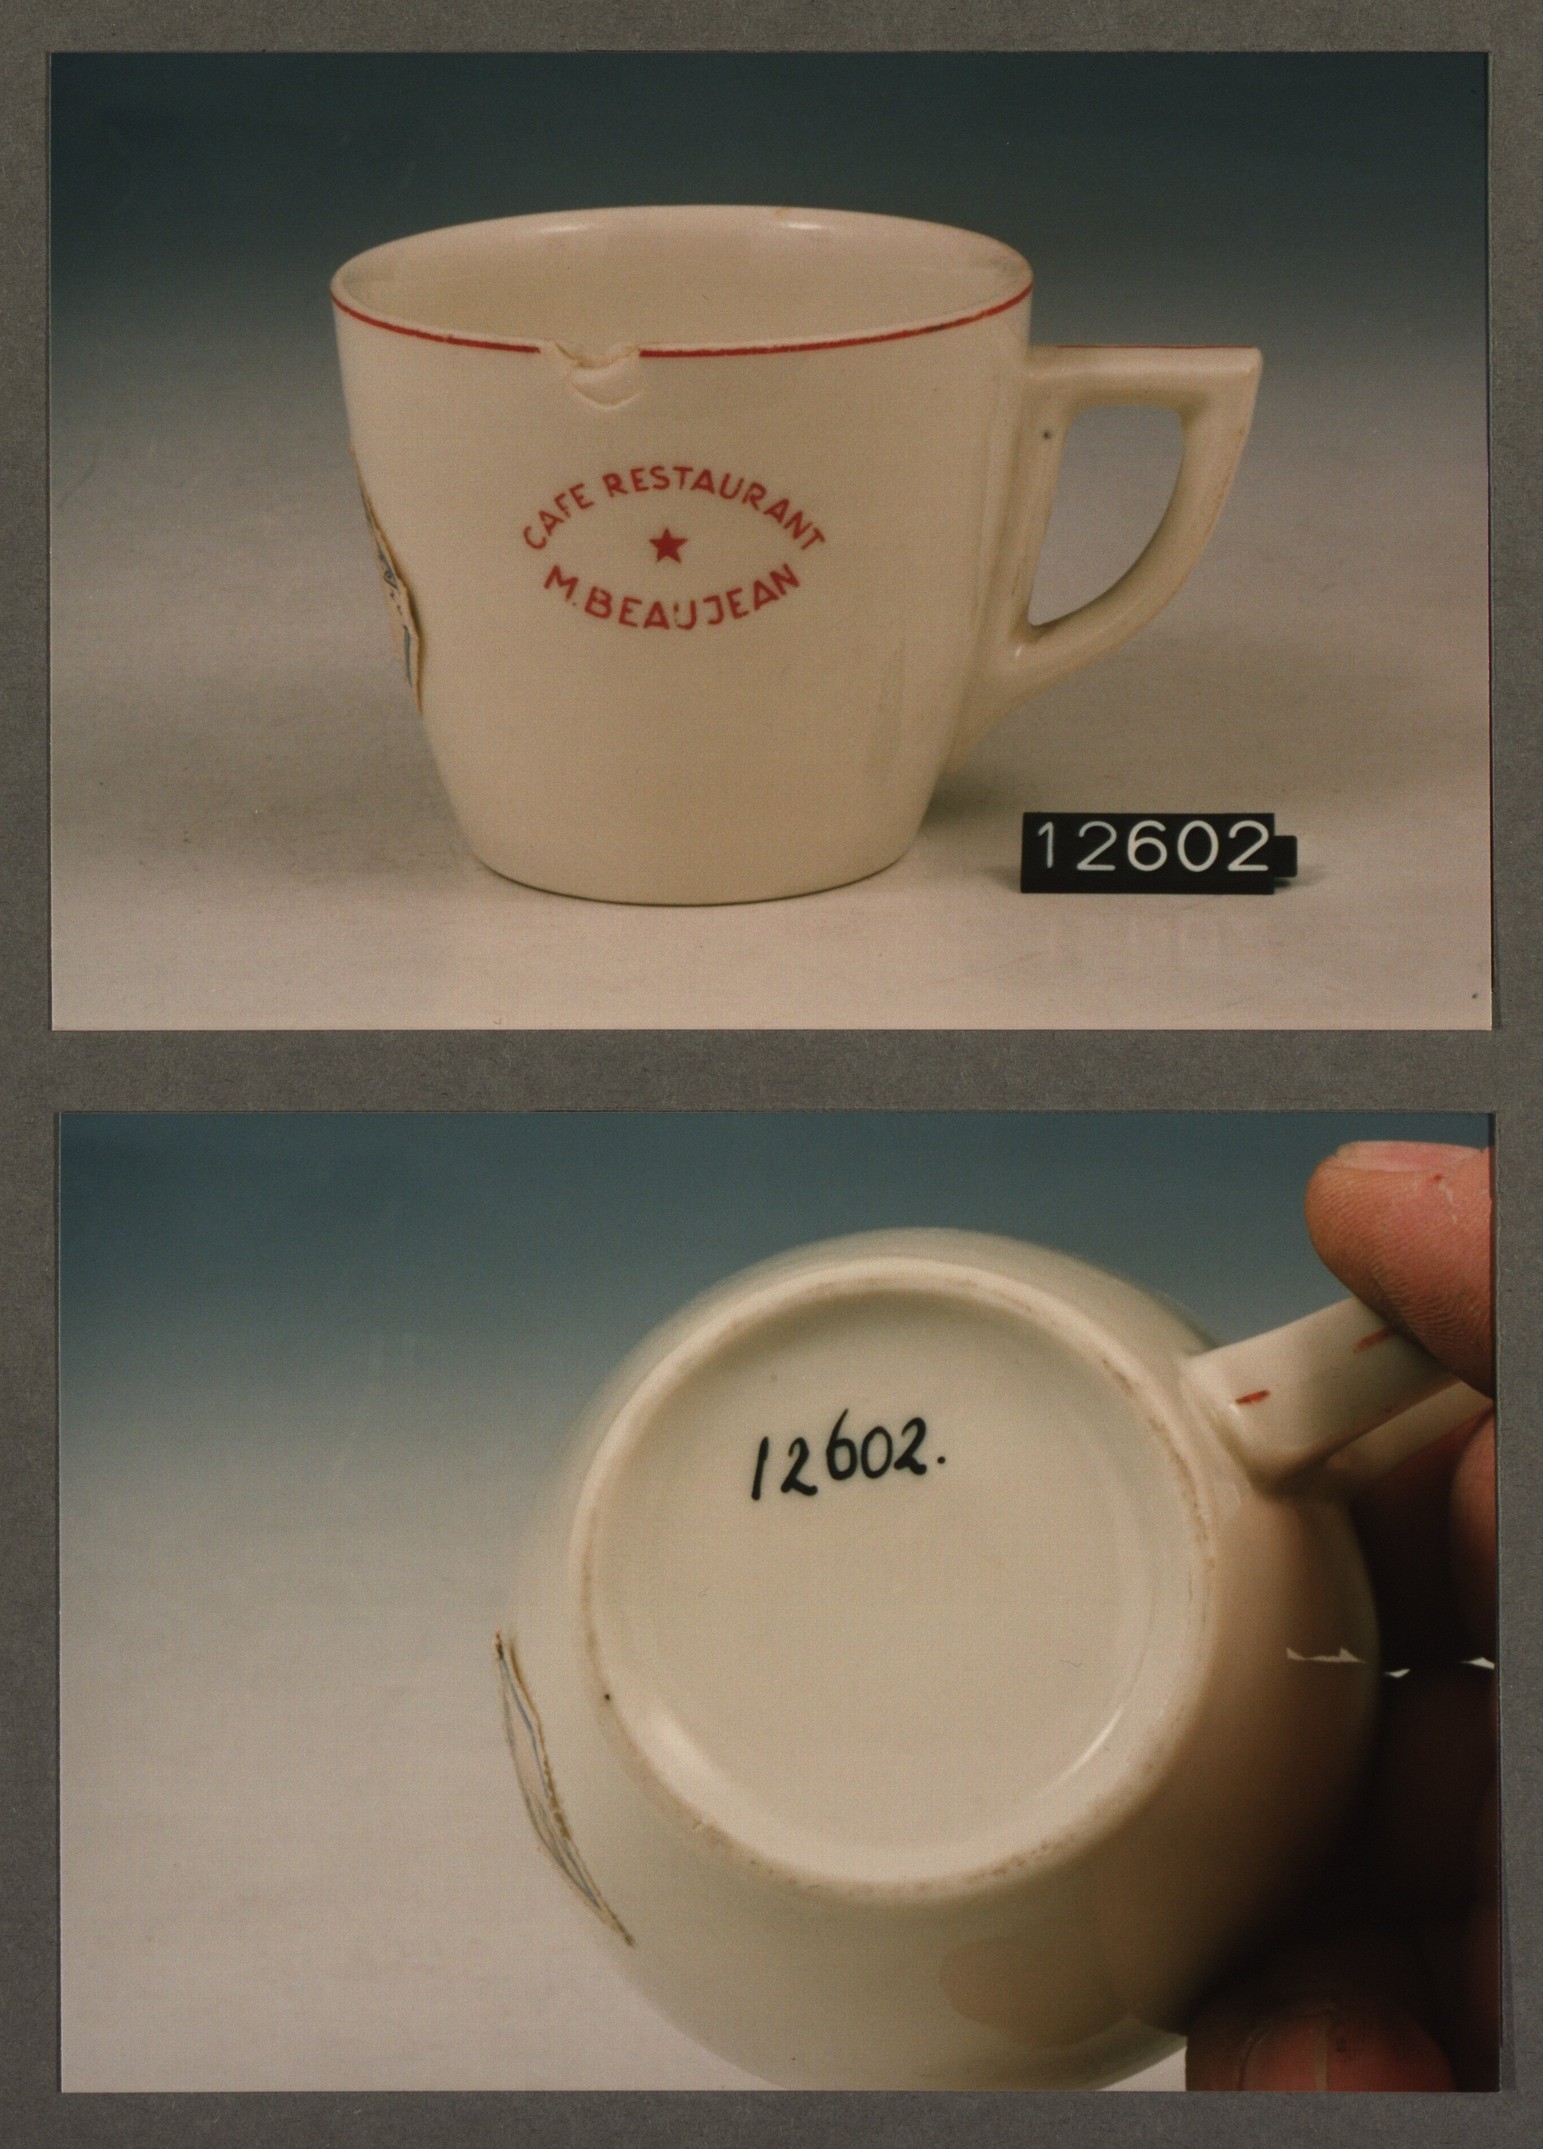 CAFE RESTAURANT
M. BEAUJEAN
12602
12602.